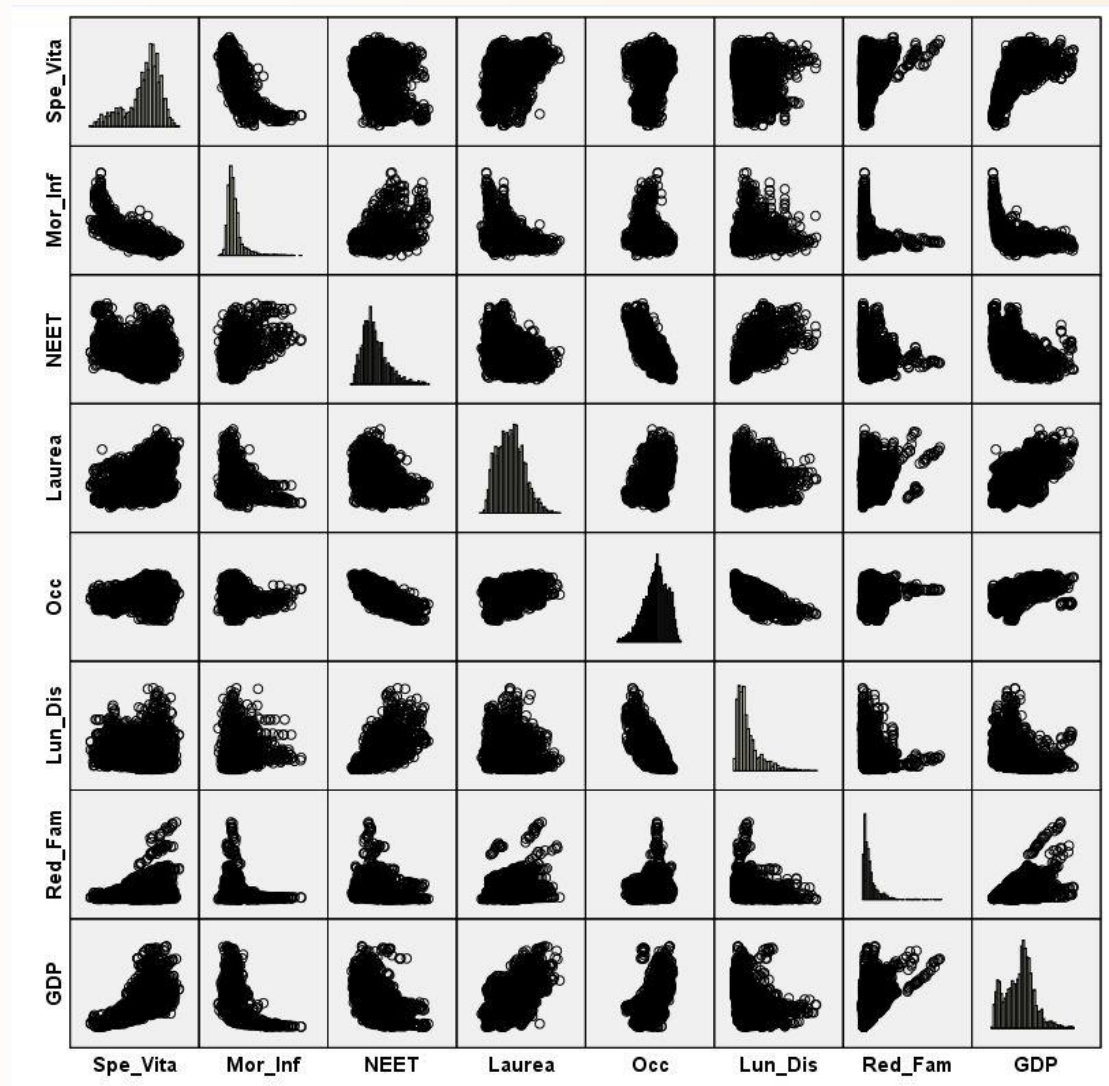 Spe_Vita
Mor_Inf
NEET
Laurea
Occ
Lun_Dis
Red_Fam
GDP
Spe_Vita Mor_Inf NEET Laurea Occ Lun_Dis Red_Fam GDP